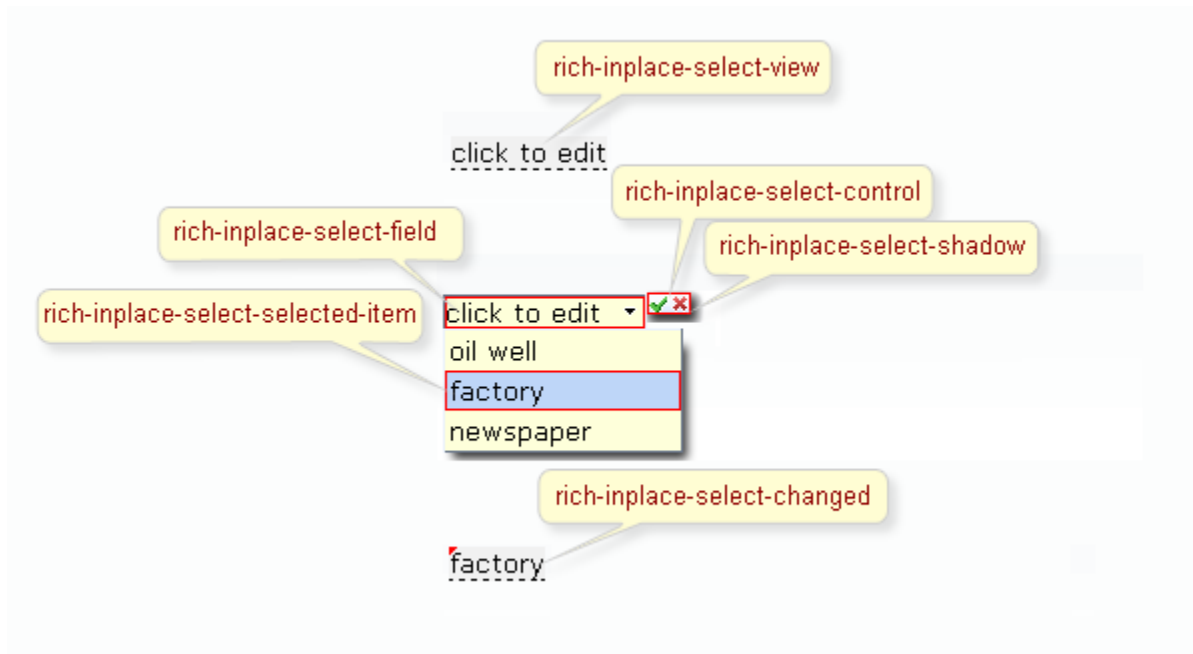 rich-inplace-select-view
click to edit
rich-inplace-select-control
rich-inplace-select-field
rich-inplace-select-shadow
rich-inplace-select-selected-item
click to edit
oil well
factory
newspaper
rich-inplace-select-changed
factory